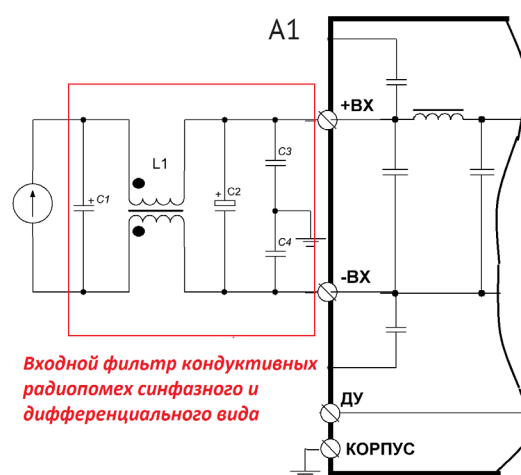 A1
+ВХ
L1
C3
+ C1
+ C2
C4
-ВХ
Входной фильтр кондуктивных
радиопомех синфазного и
дифференциального вида
ДУ
КОРПУС